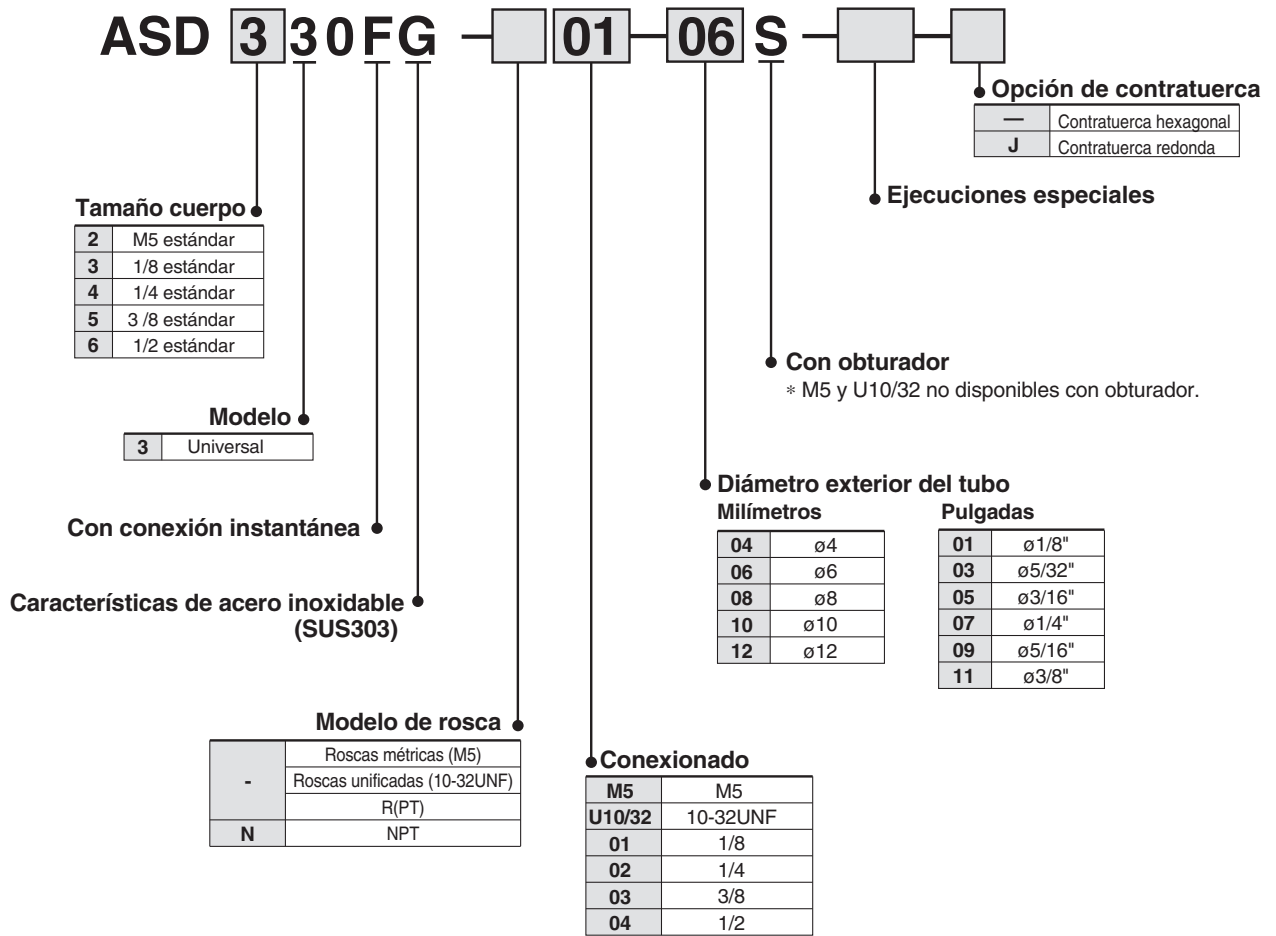 ASD 3 3 0 F G – 01 – 06 S – –
Opción de contratuerca
— Contratuerca hexagonal
J Contratuerca redonda
Ejecuciones especiales
Tamaño cuerpo
2 M5 estándar
3 1/8 estándar
4 1/4 estándar
5 3 /8 estándar
6 1/2 estándar
Con obturador
* M5 y U10/32 no disponibles con obturador.
Modelo
3 Universal
Diámetro exterior del tubo
Milímetros
04 ø4
06 ø6
08 ø8
10 ø10
12 ø12
Pulgadas
01 ø1/8"
03 ø5/32"
05 ø3/16"
07 ø1/4"
09 ø5/16"
11 ø3/8"
Con conexión instantánea
Características de acero inoxidable
(SUS303)
Modelo de rosca
- Roscas métricas (M5)
Roscas unificadas (10-32UNF)
R(PT)
N NPT
Conexionado
M5 M5
U10/32 10-32UNF
01 1/8
02 1/4
03 3/8
04 1/2